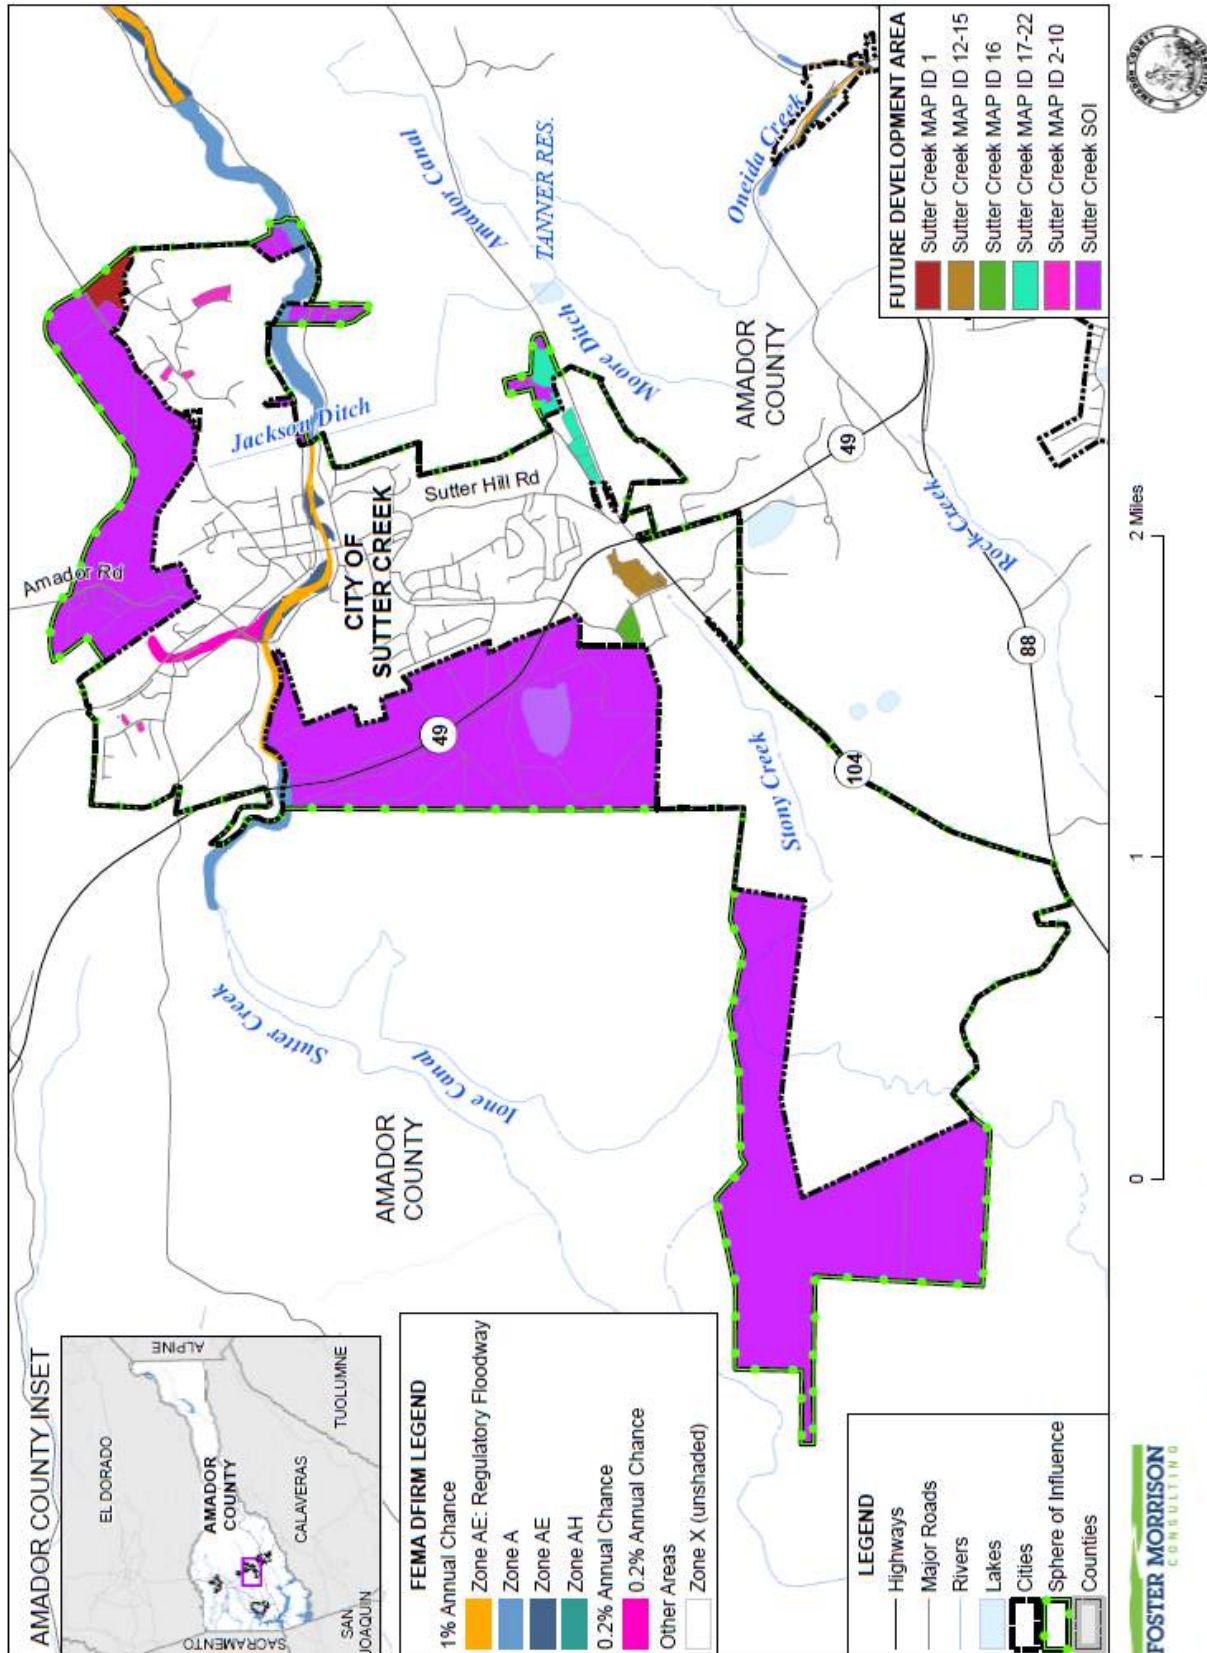 AMADOR COUNTY INSET
EL DORADO
ALPINE
AMADOR
COUNTY
SACRAMENTO
CALAVERAS
SAN
JOAQUIN
TUOLUMNE
FEMA DFIRM LEGEND
1% Annual Chance
Zone AE: Regulatory Floodway
Zone A
Zone AE
Zone AH
0.2% Annual Chance
0.2% Annual Chance
Other Areas
Zone X (unshaded)
LEGEND
Highways
Major Roads
Rivers
Lakes
Cities
Sphere of Influence
Counties
Sutter Creek
Ione Canal
AMADOR
COUNTY
Amador Rd
CITY OF
SUTTER CREEK
Jackson Ditch
Sutter Hill Rd
49
Stony Creek
104
88
Rock Creek
49
AMADOR
COUNTY
Moore Ditch
TANNER RES.
Amador Canal
Oneida Creek
FUTURE DEVELOPMENT AREA
Sutter Creek MAP ID 1
Sutter Creek MAP ID 12-15
Sutter Creek MAP ID 16
Sutter Creek MAP ID 17-22
Sutter Creek MAP ID 2-10
Sutter Creek SOI
0
1
2 Miles
FOSTER MORRISON
CONSULTING
AMADOR COUNTY